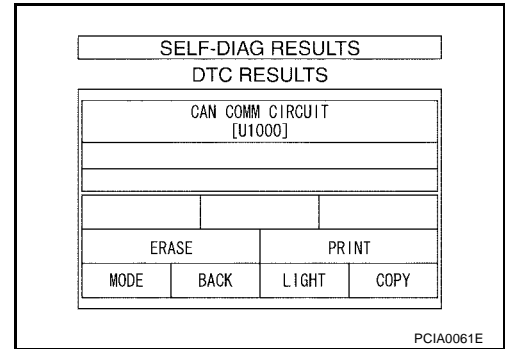 SELF-DIAG RESULTS
DTC RESULTS
CAN COMM CIRCUIT
[U1000]
ERASE PRINT
MODE BACK LIGHT COPY
PCIA0061E